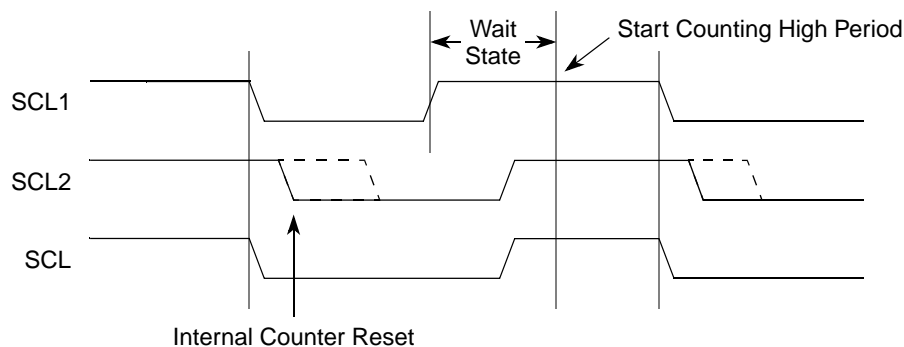 Wait
State
Start Counting High Period
SCL1
SCL2
SCL
Internal Counter Reset